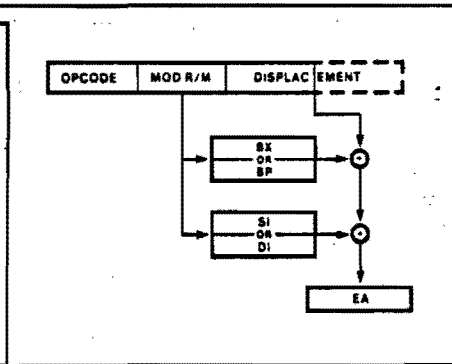 OPCODE MOD R/M DISPLACEMENT
BX
OR
BP
SI
OR
DI
EA